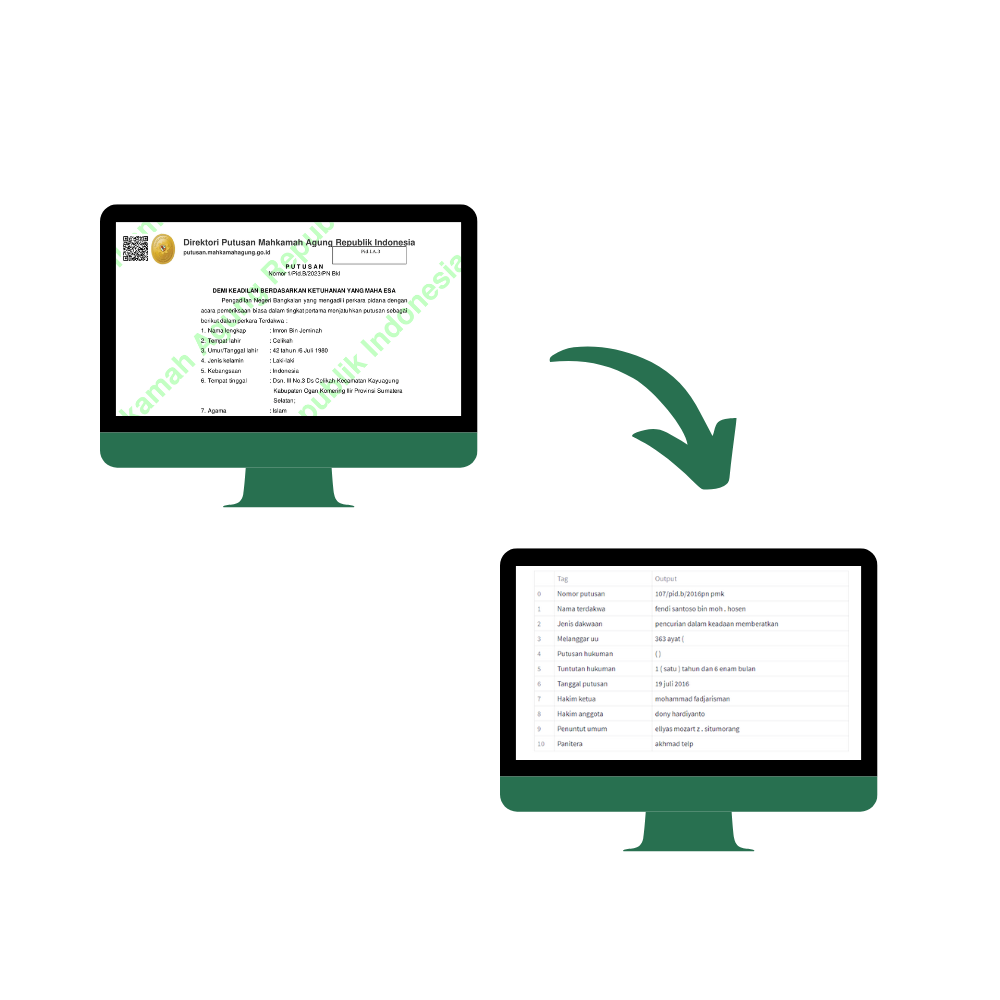 Direktori Putusan Mahkamah Agung Republik Indonesia
putusan.mahkamahagung.go.id
Pid.I.A.3
P U T U S A N
Nomor 1/Pid.B/2023/PN Bkl
DEMI KEADILAN BERDASARKAN KETUHANAN YANG MAHA ESA
Pengadilan Negeri Bangkalan yang mengadili perkara pidana dengan
acara pemeriksaan biasa dalam tingkat pertama menjatuhkan putusan sebagai
berikut dalam perkara Terdakwa :
1. Nama lengkap : Imron Bin Jeminah
2. Tempat lahir : Celikah
3. Umur/Tanggal lahir : 42 tahun /6 Juli 1980
4. Jenis kelamin : Laki-laki
5. Kebangsaan : Indonesia
6. Tempat tinggal : Dsn. III No.3 Ds Celikah Kecamatan Kayuagung
Kabupaten Ogan Komering Ilir Provinsi Sumatera
Selatan;
7. Agama : Islam
kamah Agung Republ
publik Indonesia
Tag Output
0 Nomor putusan 107/pid.b/2016pn pmk
1 Nama terdakwa fendi santoso bin moh . hosen
2 Jenis dakwaan pencurian dalam keadaan memberatkan
3 Melanggar uu 363 ayat (
4 Putusan hukuman ( )
5 Tuntutan hukuman 1 ( satu ) tahun dan 6 enam bulan
6 Tanggal putusan 19 juli 2016
7 Hakim ketua mohammad fadjarisman
8 Hakim anggota dony hardiyanto
9 Penuntut umum ellyas mozart z . situmorang
10 Panitera akhmad telp